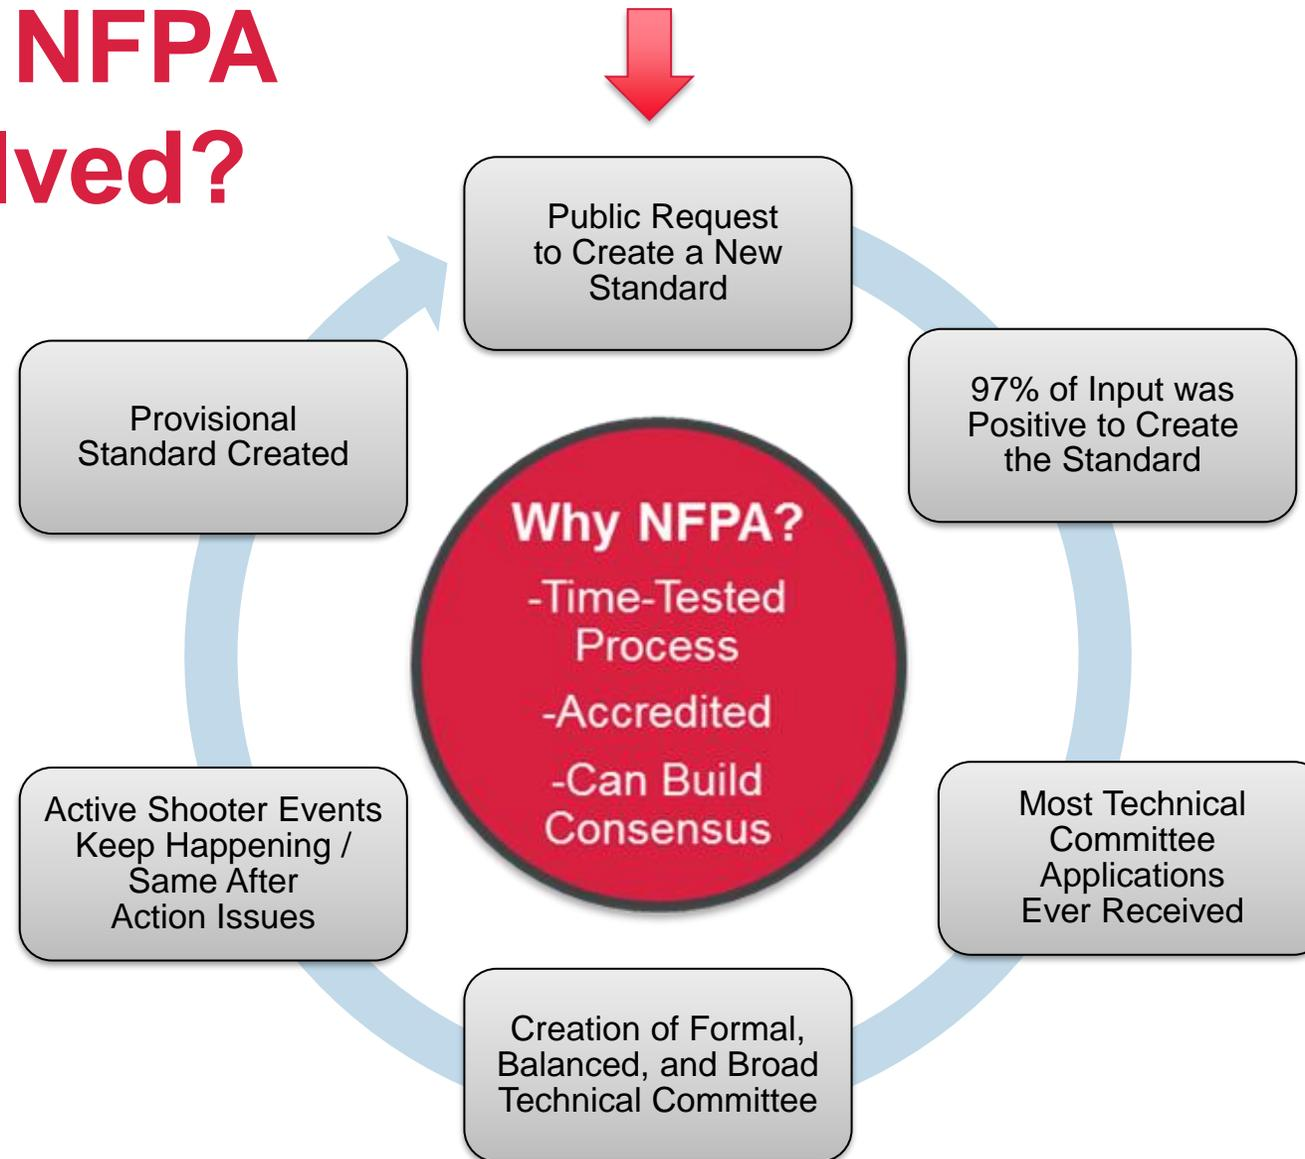 NFPA
lved?
Public Request
to Create a New
Standard
97% of Input was
Positive to Create
the Standard
Most Technical
Committee
Applications
Ever Received
Creation of Formal,
Balanced, and Broad
Technical Committee
Active Shooter Events
Keep Happening /
Same After
Action Issues
Provisional
Standard Created
Why NFPA?
-Time-Tested
Process
-Accredited
-Can Build
Consensus